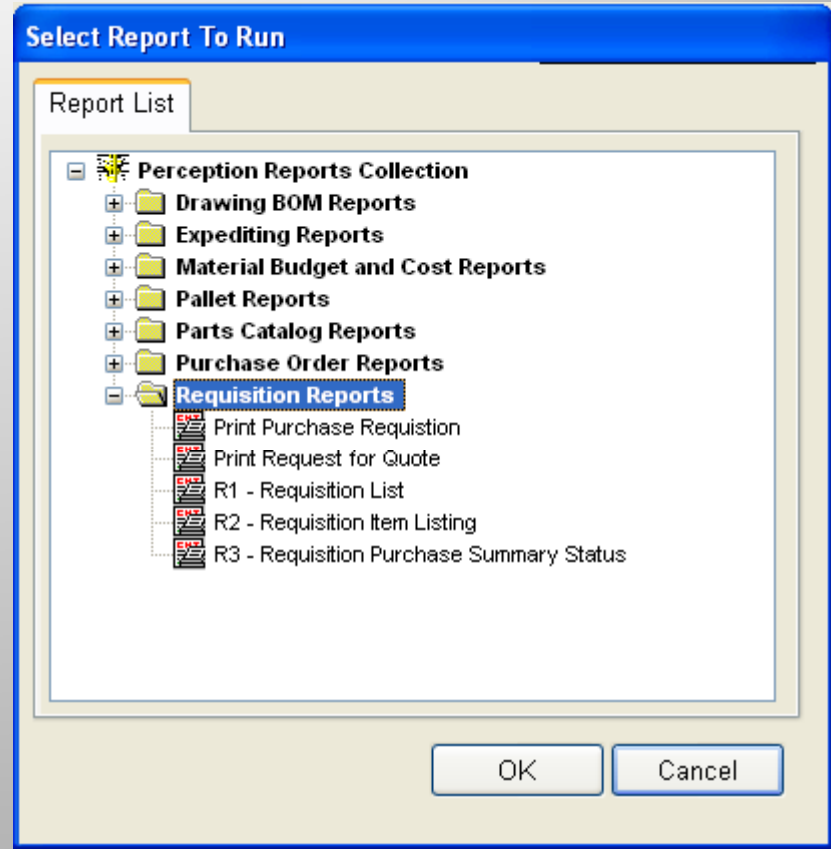 Select Report To Run
Report List
Perception Reports Collection
Drawing BOM Reports
Expediting Reports
Material Budget and Cost Reports
Pallet Reports
Parts Catalog Reports
Purchase Order Reports
Requisition Reports
Print Purchase Requistion
Print Request for Quote
R1 - Requisition List
R2 - Requisition Item Listing
R3 - Requisition Purchase Summary Status
OK Cancel